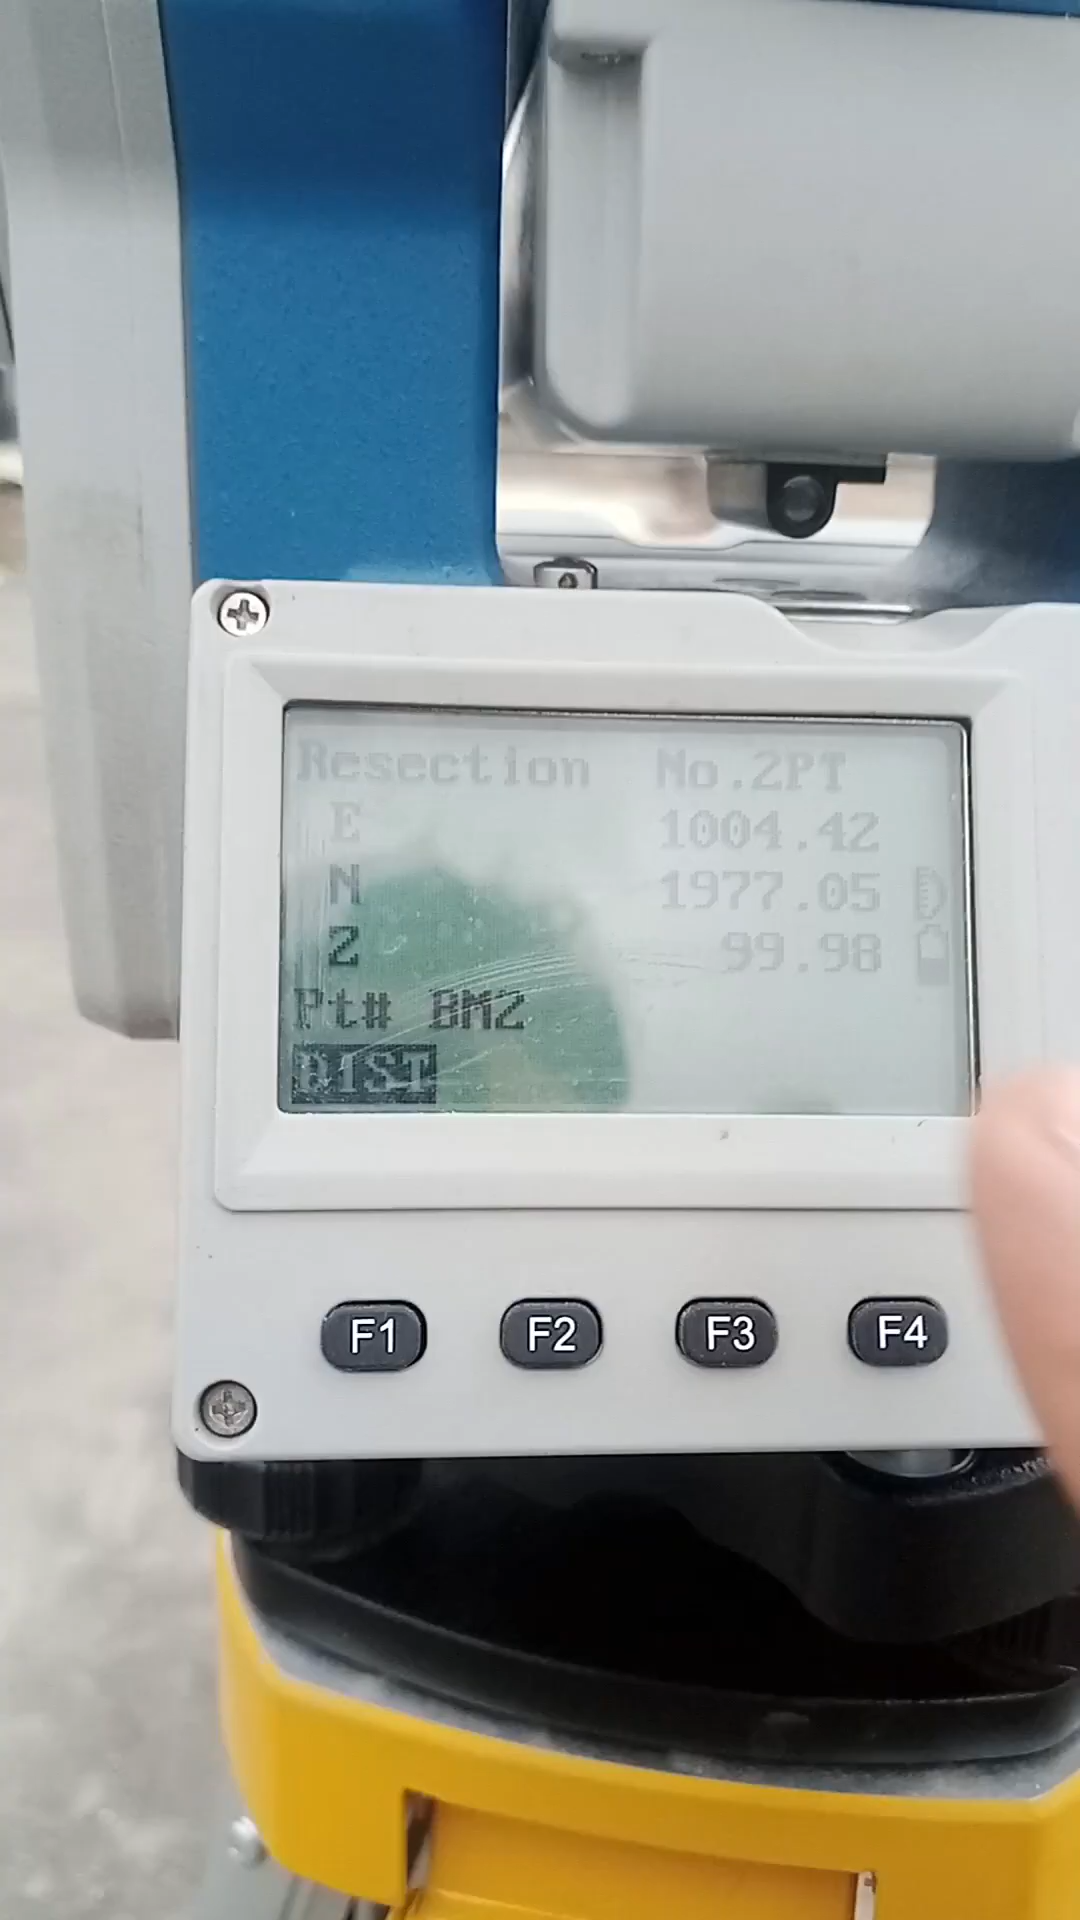 Resection No.2PT
E 1004.42
N 1977.05
Z 99.98
Pt# BM2
DIST
F1 F2 F3 F4